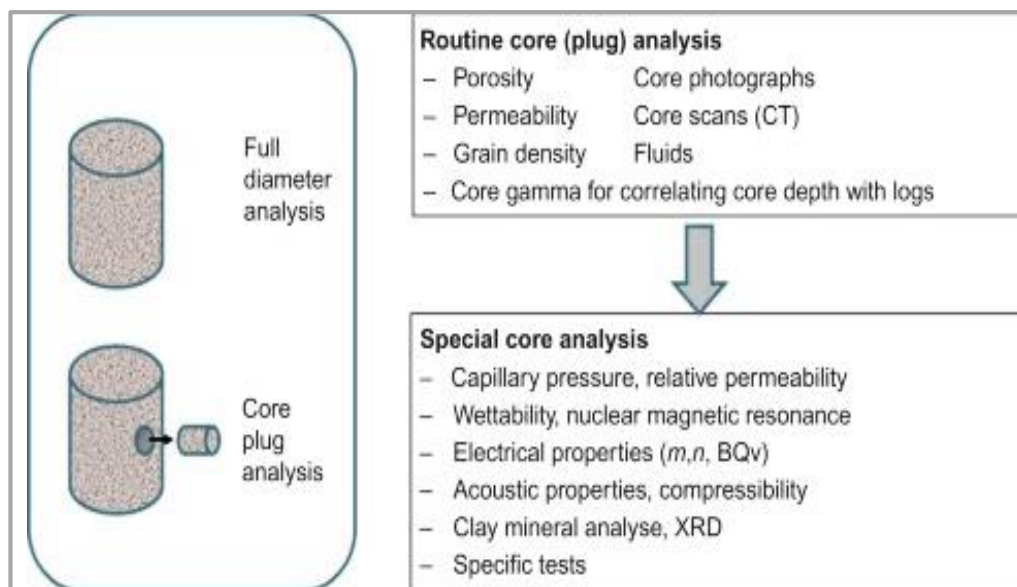 Full
diameter
analysis
Core
plug
analysis
Routine core (plug) analysis
– Porosity Core photographs
– Permeability Core scans (CT)
– Grain density Fluids
– Core gamma for correlating core depth with logs
Special core analysis
– Capillary pressure, relative permeability
– Wettability, nuclear magnetic resonance
– Electrical properties (m,n, BQv)
– Acoustic properties, compressibility
– Clay mineral analyse, XRD
– Specific tests